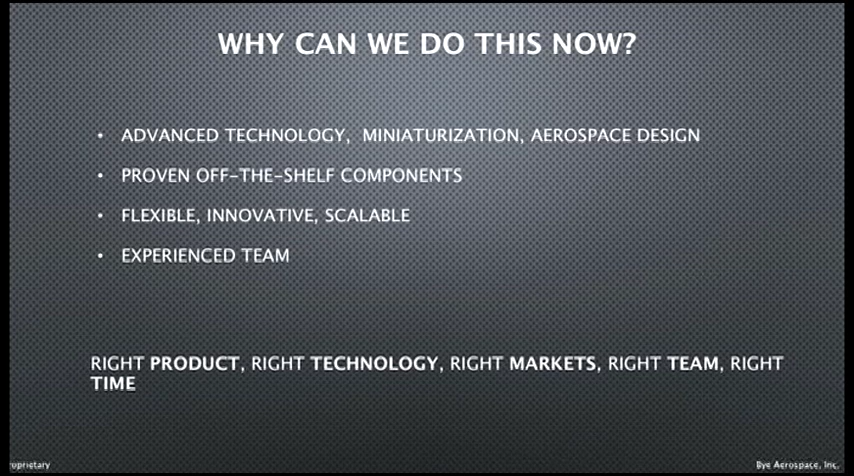 WHY CAN WE DO THIS NOW?
• ADVANCED TECHNOLOGY, MINIATURIZATION, AEROSPACE DESIGN
• PROVEN OFF-THE-SHELF COMPONENTS
• FLEXIBLE, INNOVATIVE, SCALABLE
• EXPERIENCED TEAM
RIGHT PRODUCT, RIGHT TECHNOLOGY, RIGHT MARKETS, RIGHT TEAM, RIGHT
TIME
roprietary
Bye Aerospace, Inc.